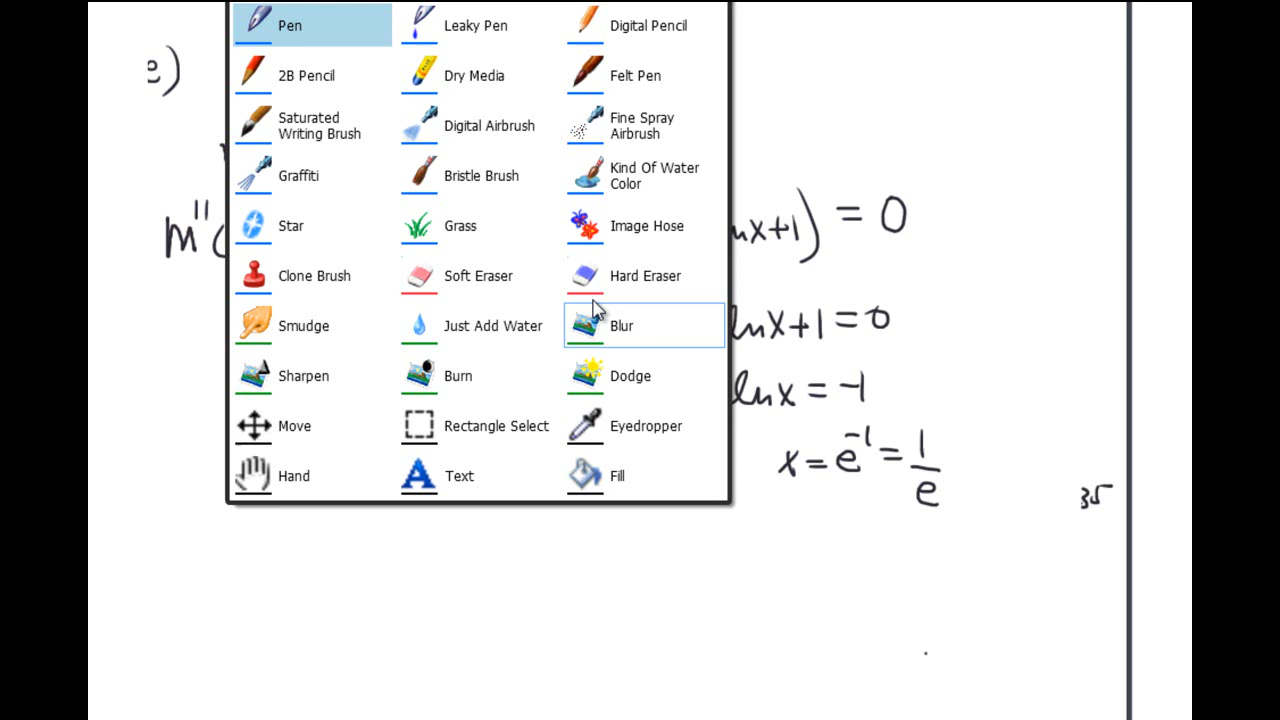 Pen Leaky Pen Digital Pencil
e)
2B Pencil Dry Media Felt Pen
Saturated Writing Brush Digital Airbrush Fine Spray Airbrush
Graffiti Bristle Brush Kind Of Water Color
Star Grass Image Hose
m''( nx+1) = 0
Clone Brush Soft Eraser Hard Eraser
Smudge Just Add Water Blur
lnx+1=0
Sharpen Burn Dodge
lnx = -1
Move Rectangle Select Eyedropper
x = e^-1 = 1/e
Hand Text Fill
35